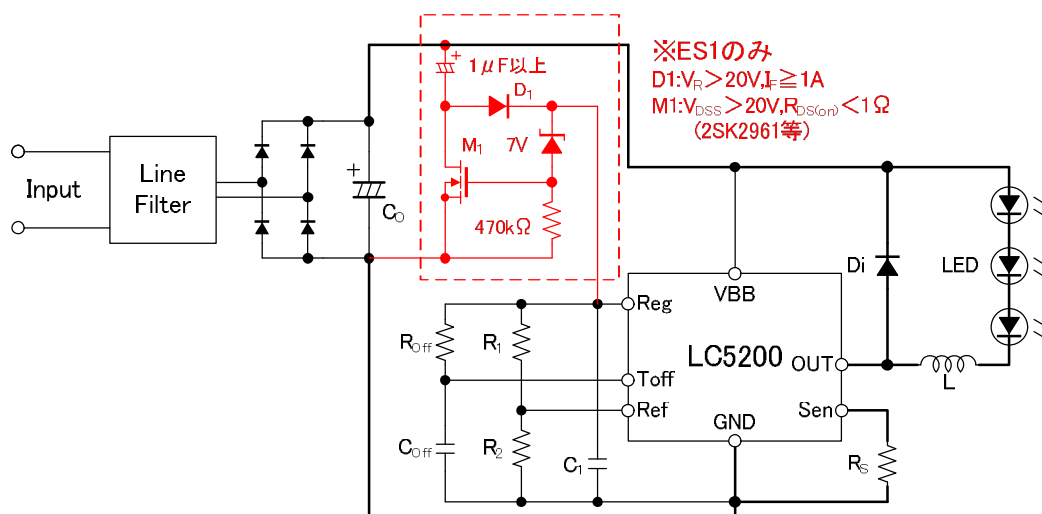 ※ES1のみ
D1:VR>20V,IF≧1A
M1:VDSS>20V,RDS(on)<1Ω
(2SK2961等)
1μF以上
D1
M1
7V
470kΩ
Input
Line
Filter
+
CO
+
VBB
Di
LED
Reg
ROff
R1
LC5200
OUT
L
Toff
Ref
Sen
GND
COff
R2
C1
RS